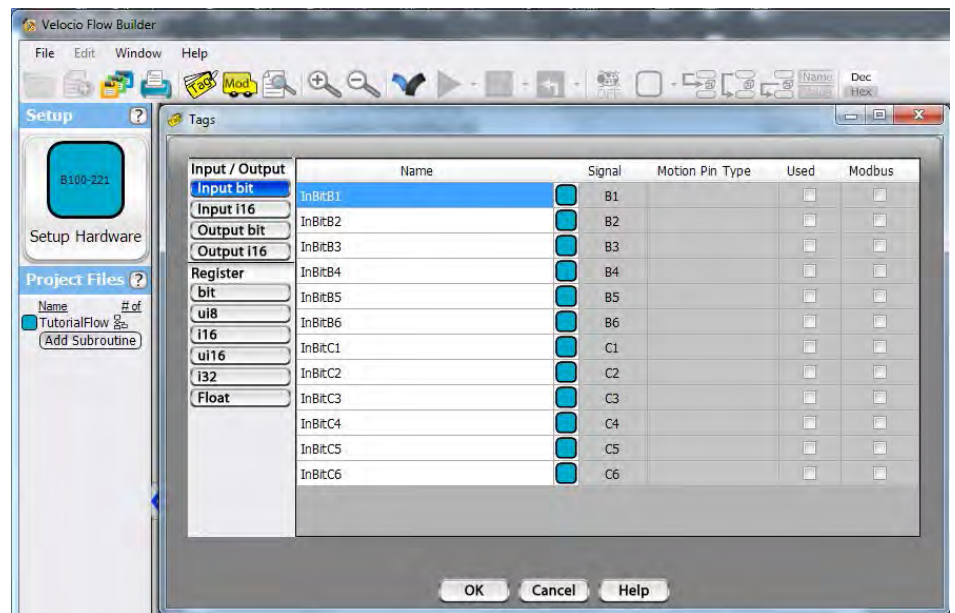 Velocio Flow Builder
File Edit Window Help
Tag Mod Name Dec
Hex
Setup ?
B100-221
Setup Hardware
Project Files ?
Name # of
TutorialFlow
Add Subroutine
Tags
Input / Output
Input bit
Input i16
Output bit
Output i16
Register
bit
ui8
i16
ui16
i32
Float
Name Signal Motion Pin Type Used Modbus
InBitB1 B1
InBitB2 B2
InBitB3 B3
InBitB4 B4
InBitB5 B5
InBitB6 B6
InBitC1 C1
InBitC2 C2
InBitC3 C3
InBitC4 C4
InBitC5 C5
InBitC6 C6
OK Cancel Help